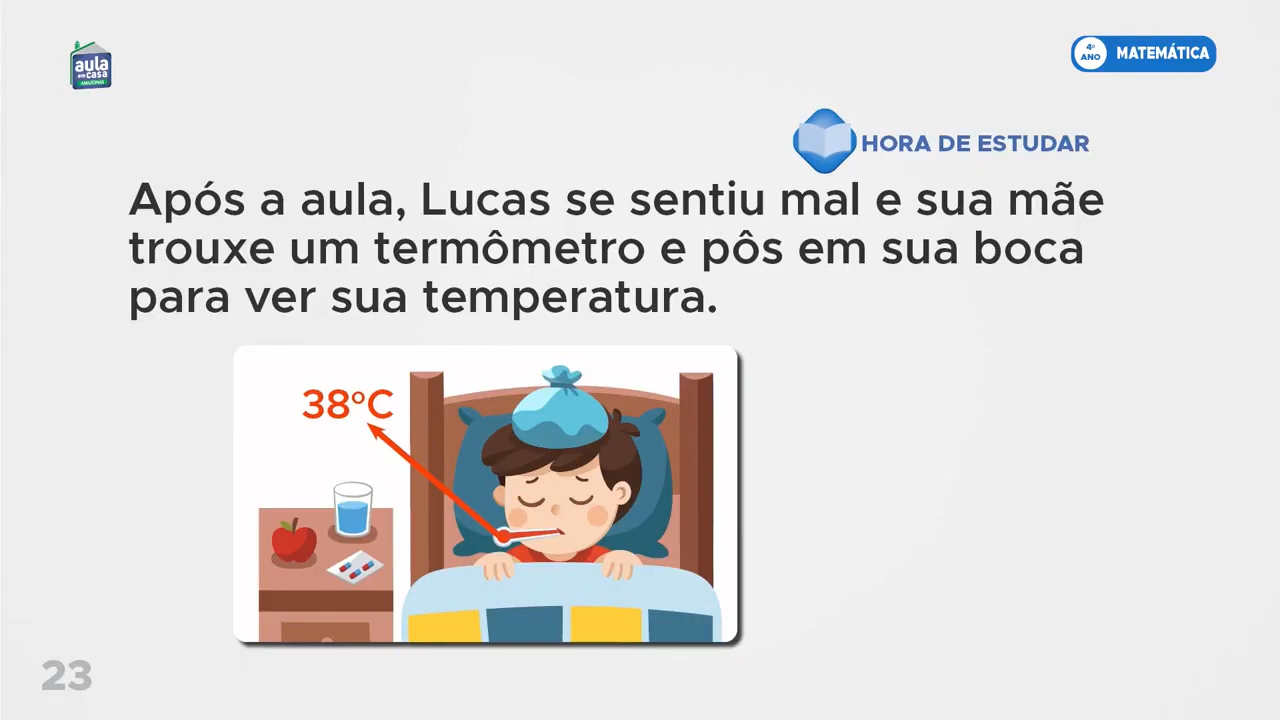 aula
em casa
AMAZONAS
4º
ANO
MATEMÁTICA
HORA DE ESTUDAR
Após a aula, Lucas se sentiu mal e sua mãe
trouxe um termômetro e pôs em sua boca
para ver sua temperatura.
38°C
23